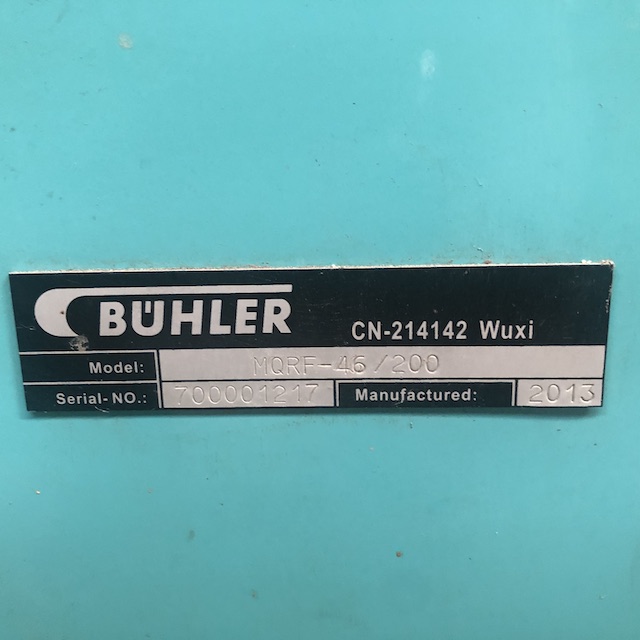 BÜHLER
CN-214142 Wuxi
Model: MQRF-46/200
Serial-NO.: 700001217 Manufactured: 2013